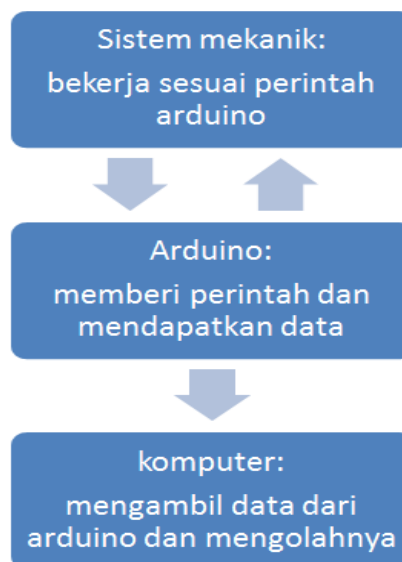 Sistem mekanik:
bekerja sesuai perintah
arduino
Arduino:
memberi perintah dan
mendapatkan data
komputer:
mengambil data dari
arduino dan mengolahnya